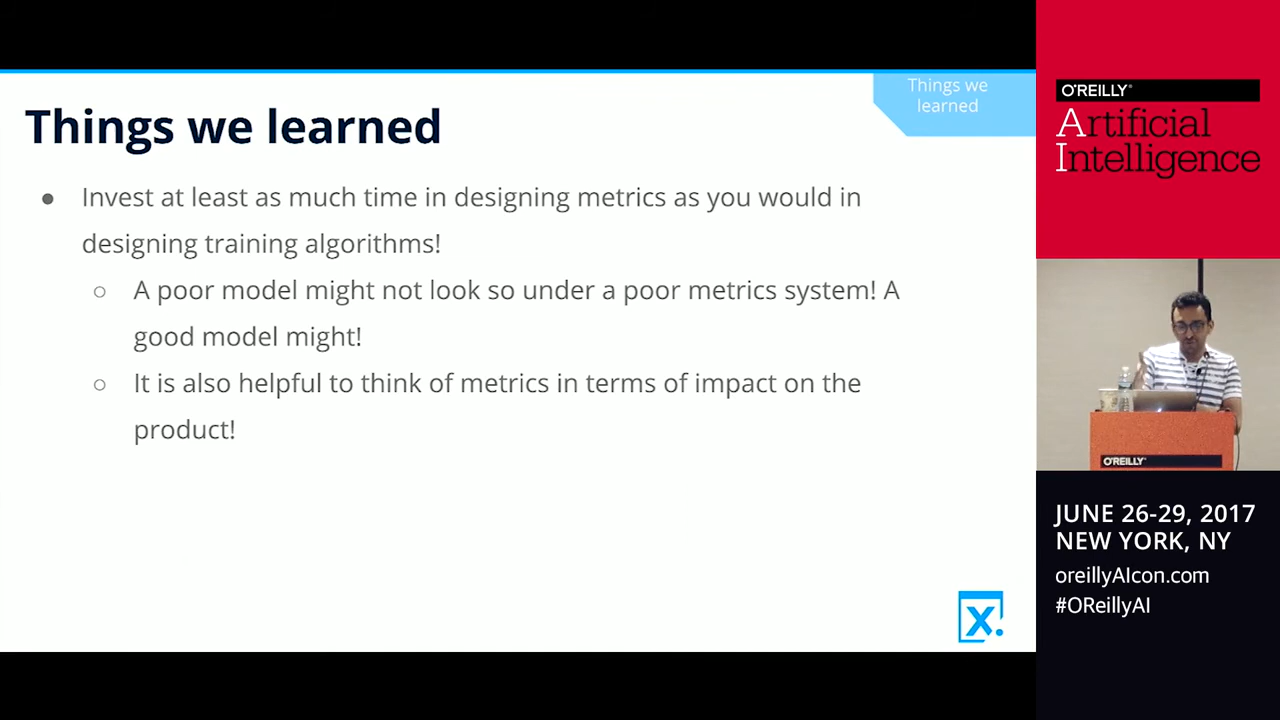 Things we
learned
Things we learned
● Invest at least as much time in designing metrics as you would in
designing training algorithms!
○ A poor model might not look so under a poor metrics system! A
good model might!
○ It is also helpful to think of metrics in terms of impact on the
product!
x.
O'REILLY®
Artificial
Intelligence
O'REILLY®
JUNE 26-29, 2017
NEW YORK, NY
oreillyAIcon.com
#OReillyAI